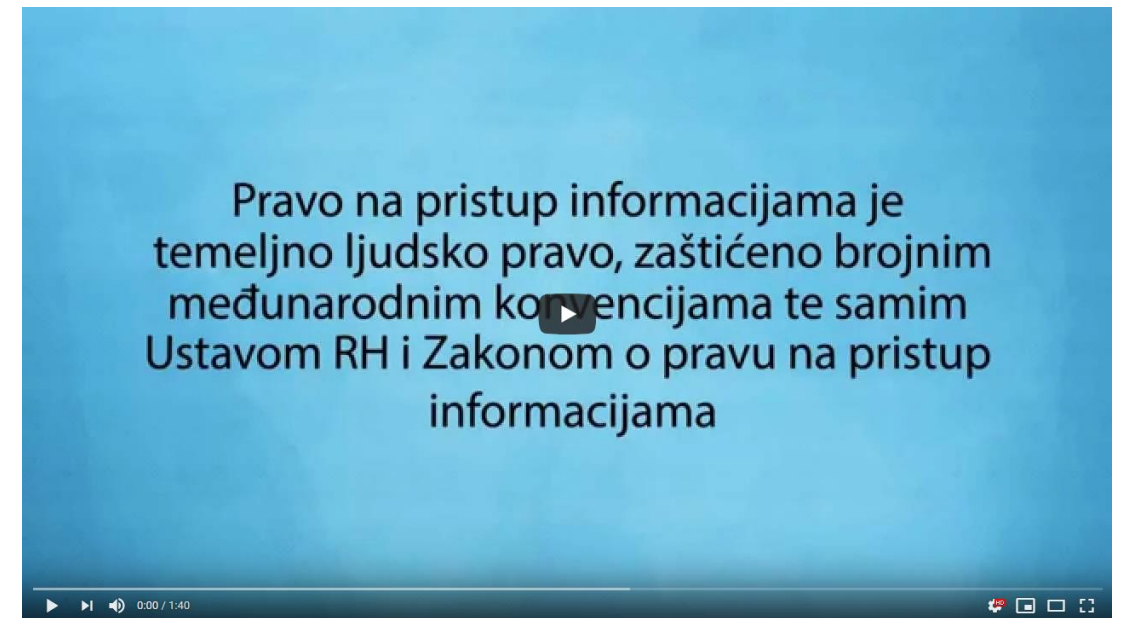 Pravo na pristup informacijama je
temeljno ljudsko pravo, zaštićeno brojnim
međunarodnim konvencijama te samim
Ustavom RH i Zakonom o pravu na pristup
informacijama
0:00 / 1:40
HD